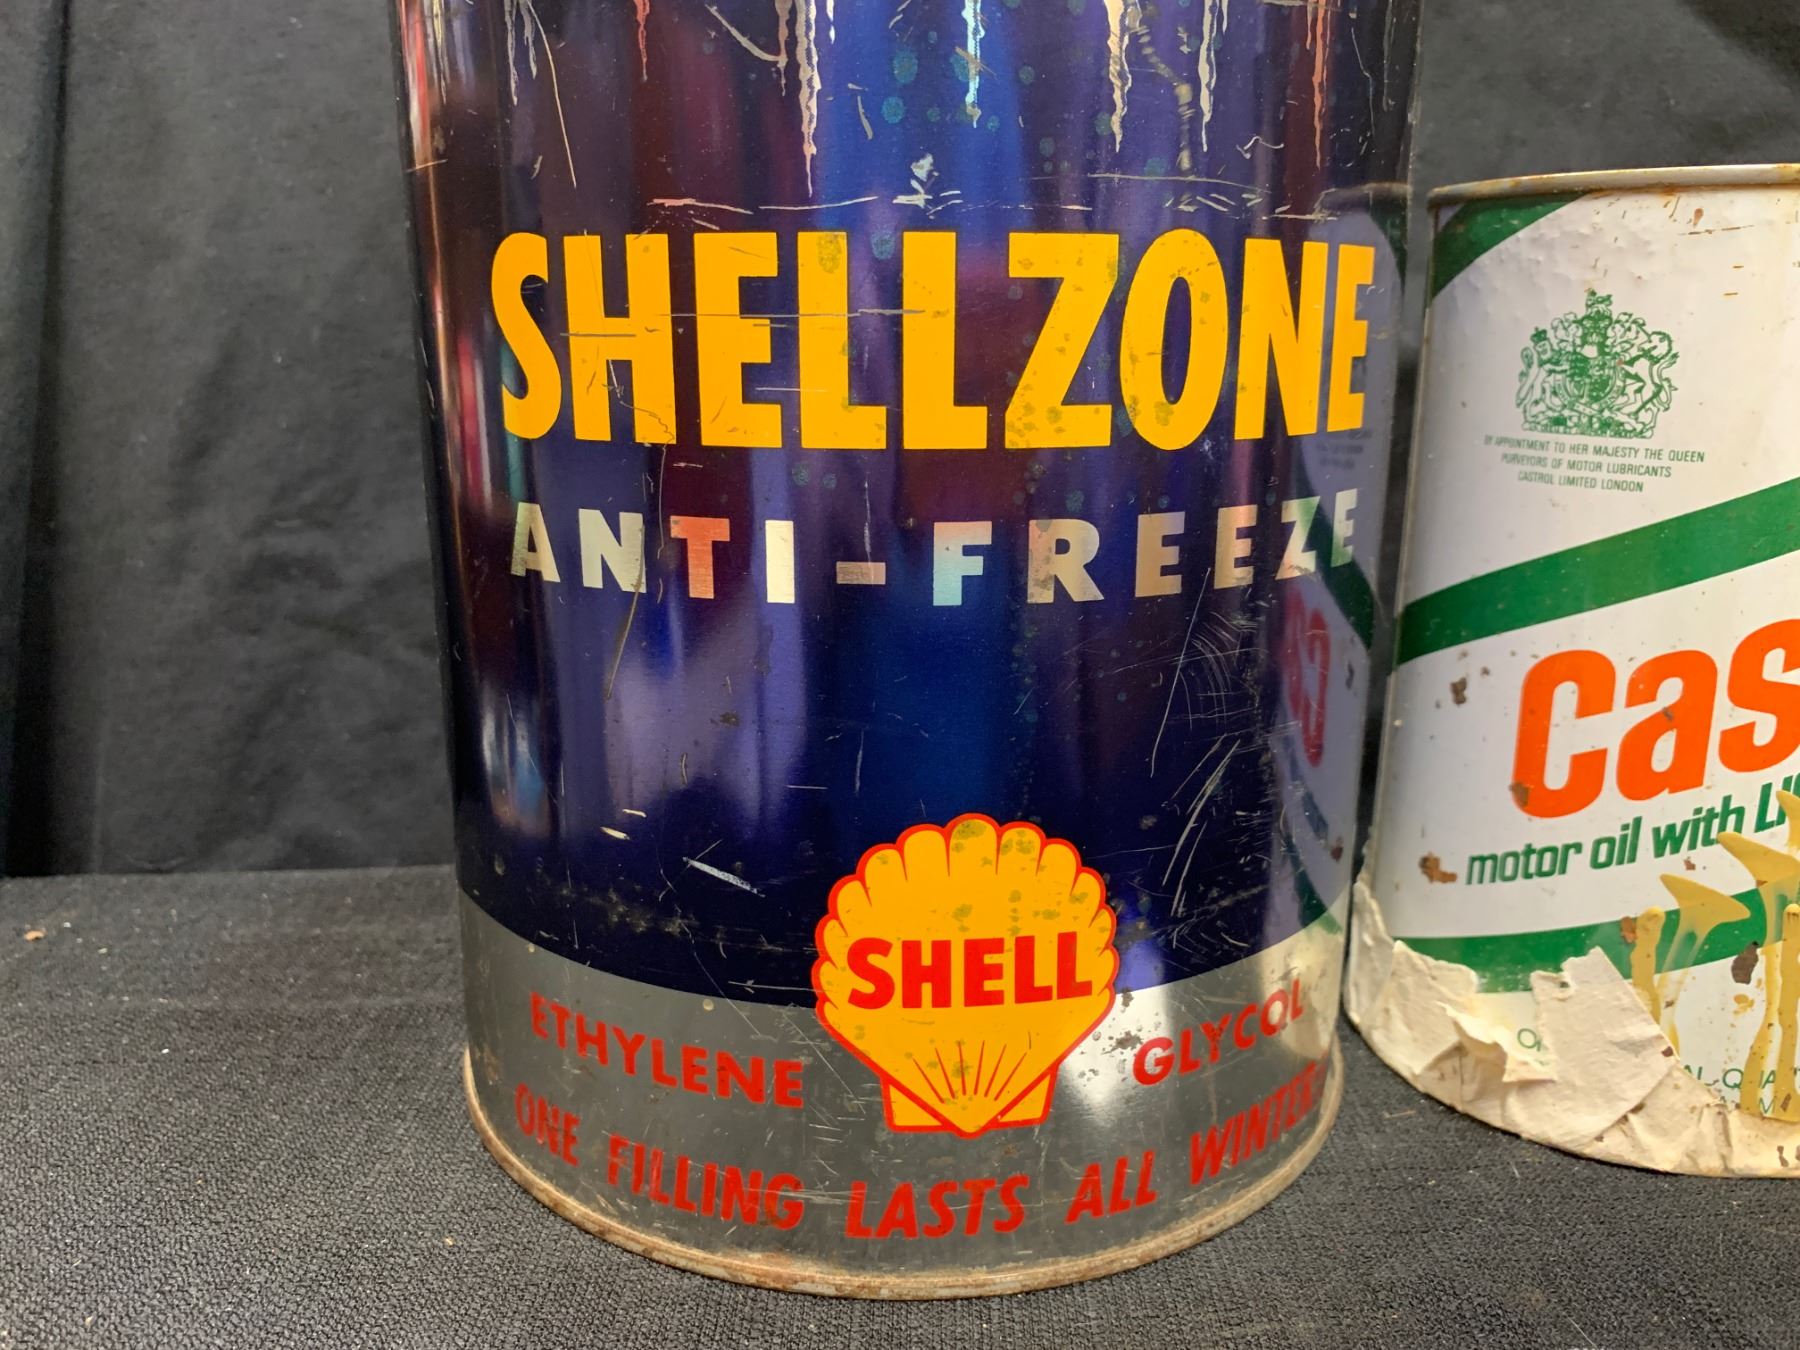 SHELLZONE
ANTI-FREEZE
SHELL
ETHYLENE GLYCOL
ONE FILLING LASTS ALL WINTER
BY APPOINTMENT TO HER MAJESTY THE QUEEN
PURVEYORS OF MOTOR LUBRICANTS
CASTROL LIMITED LONDON
Cas
motor oil with